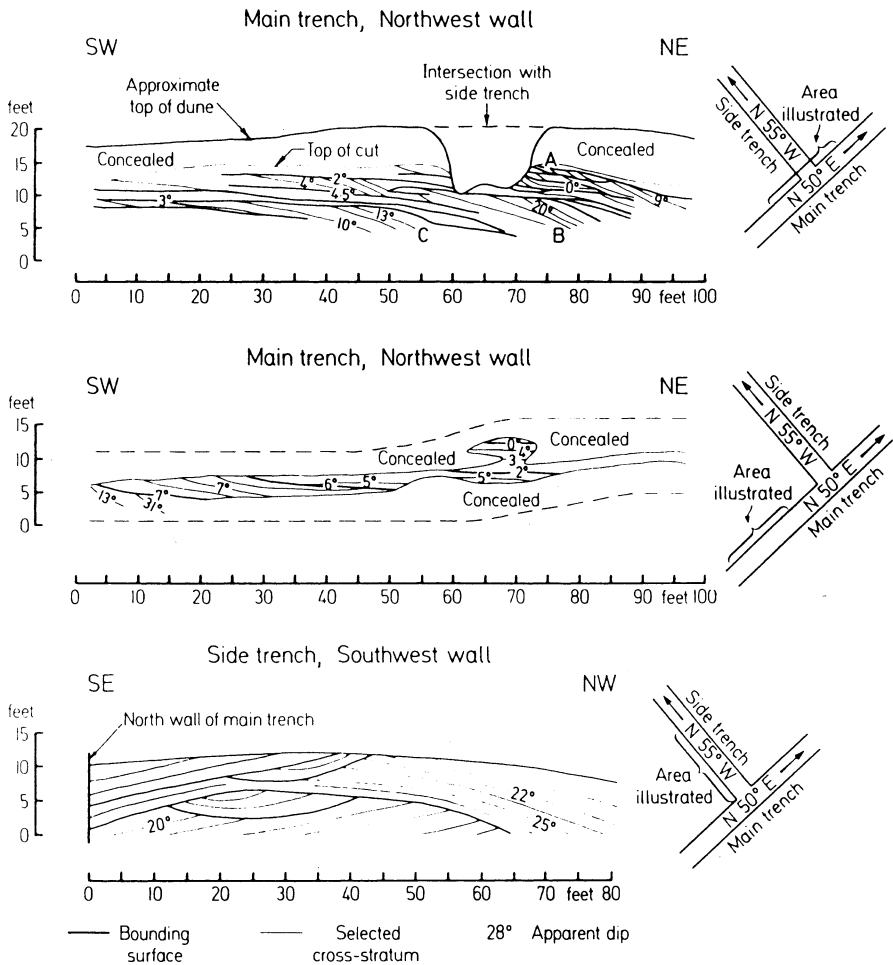 Main trench, Northwest wall
SW
NE
Approximate
top of dune
Intersection with
side trench
feet
20
15
10
5
0
Concealed
Top of cut
Concealed
A
2°
4°
0°
4 5°
3°
20°
9°
13°
10°
C
B
0 10 20 30 40 50 60 70 80 90 feet 100
Area
illustrated
N 55° W
Side trench
N 50° E
Main trench
Main trench, Northwest wall
SW
NE
feet
15
10
5
0
Concealed
Concealed
Concealed
0°
4°
3
2°
5°
5°
6°
7°
7°
13°
31°
0 10 20 30 40 50 60 70 80 90 feet 100
Side trench
N 55° W
Area illustrated
N 50° E
Main trench
Side trench, Southwest wall
SE
NW
feet
15
10
5
0
North wall of main trench
20°
22°
25°
0 10 20 30 40 50 60 70 feet 80
Side trench
N 55° W
Area
illustrated
N 50° E
Main trench
Bounding
surface
Selected
cross-stratum
28° Apparent dip